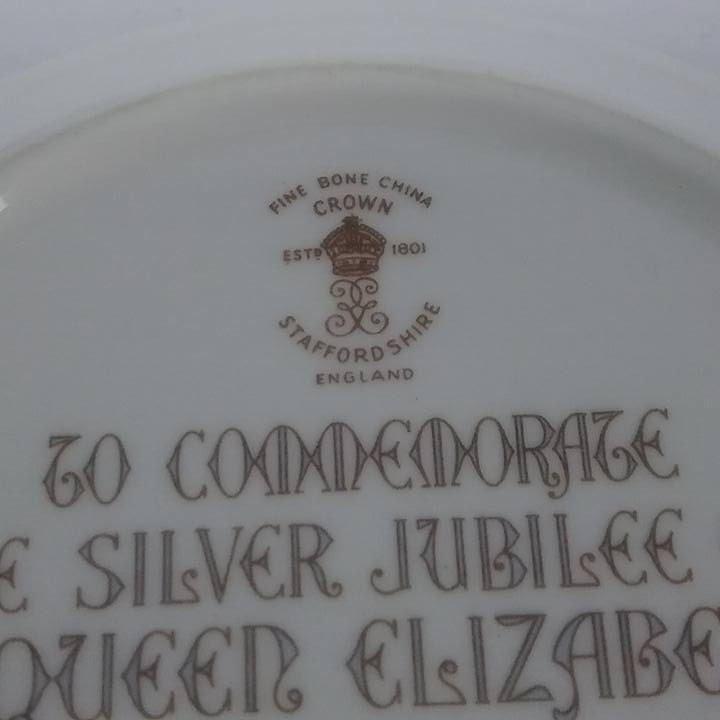 FINE BONE CHINA
CROWN
ESTD 1801
STAFFORDSHIRE
ENGLAND
TO COMMEMORATE
SILVER JUBILEE
QUEEN